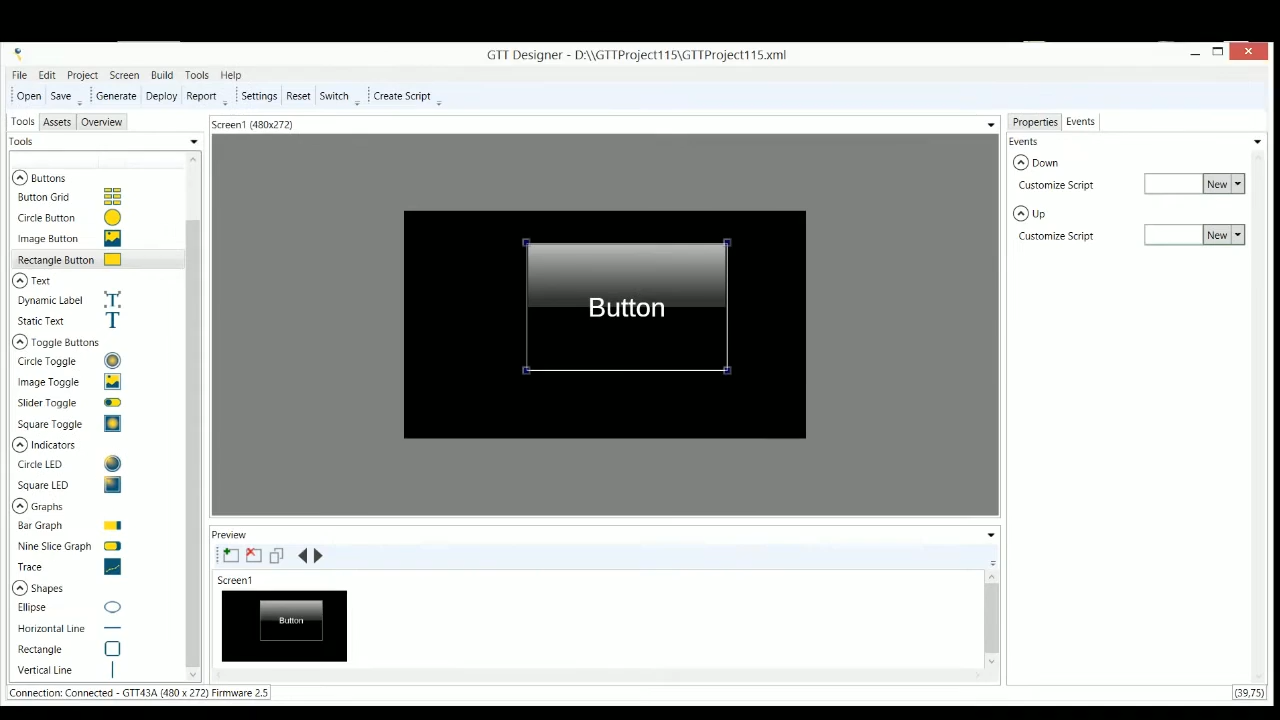 GTT Designer - D:\\GTTProject115\GTTProject115.xml
File Edit Project Screen Build Tools Help
Open Save Generate Deploy Report Settings Reset Switch Create Script
Tools Assets Overview
Screen1 (480x272)
Properties Events
Tools
Events
Buttons
Button Grid
Circle Button
Image Button
Rectangle Button
Text
Dynamic Label
Static Text
Toggle Buttons
Circle Toggle
Image Toggle
Slider Toggle
Square Toggle
Indicators
Circle LED
Square LED
Graphs
Bar Graph
Nine Slice Graph
Trace
Shapes
Ellipse
Horizontal Line
Rectangle
Vertical Line
Button
Preview
Screen1
Button
Down
Customize Script New
Up
Customize Script New
Connection: Connected - GTT43A (480 x 272) Firmware 2.5
(39,75)